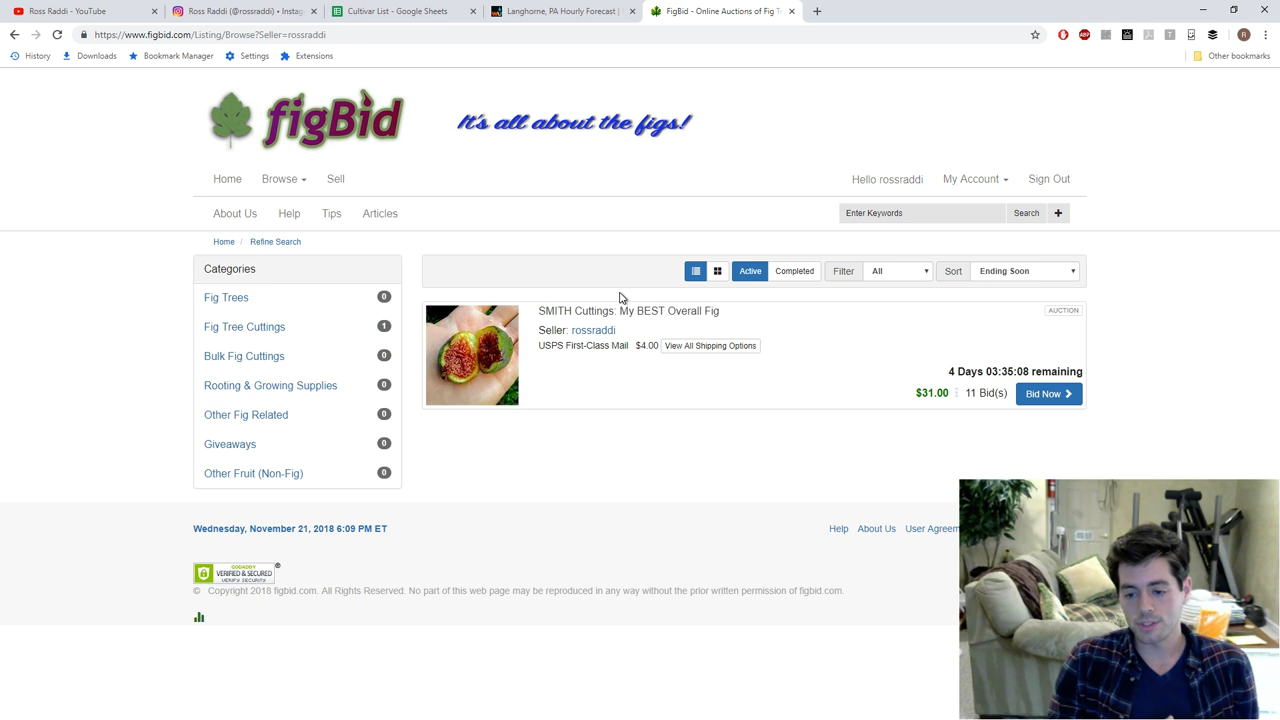 Ross Raddi - YouTube
Ross Raddi (@rossraddi) • Insta
Cultivar List - Google Sheets
Langhorne, PA Hourly Forecast |
FigBid - Online Auctions of Fig Tr
https://www.figbid.com/Listing/Browse?Seller=rossraddi
R
History
Downloads
Bookmark Manager
Settings
Extensions
Other bookmarks
figBid
It's all about the figs!
Home Browse Sell
Hello rossraddi My Account Sign Out
About Us Help Tips Articles
Enter Keywords Search
Home / Refine Search
Categories
Active Completed Filter All Sort Ending Soon
Fig Trees 0
Fig Tree Cuttings 1
Bulk Fig Cuttings 0
Rooting & Growing Supplies 0
Other Fig Related 0
Giveaways 0
Other Fruit (Non-Fig) 0
SMITH Cuttings: My BEST Overall Fig
AUCTION
Seller: rossraddi
USPS First-Class Mail $4.00 View All Shipping Options
4 Days 03:35:08 remaining
$31.00 11 Bid(s) Bid Now
Wednesday, November 21, 2018 6:09 PM ET
Help About Us User Agreem
GODADDY
VERIFIED & SECURED
VERIFY SECURITY
®
© Copyright 2018 figbid.com. All Rights Reserved. No part of this web page may be reproduced in any way without the prior written permission of figbid.com.